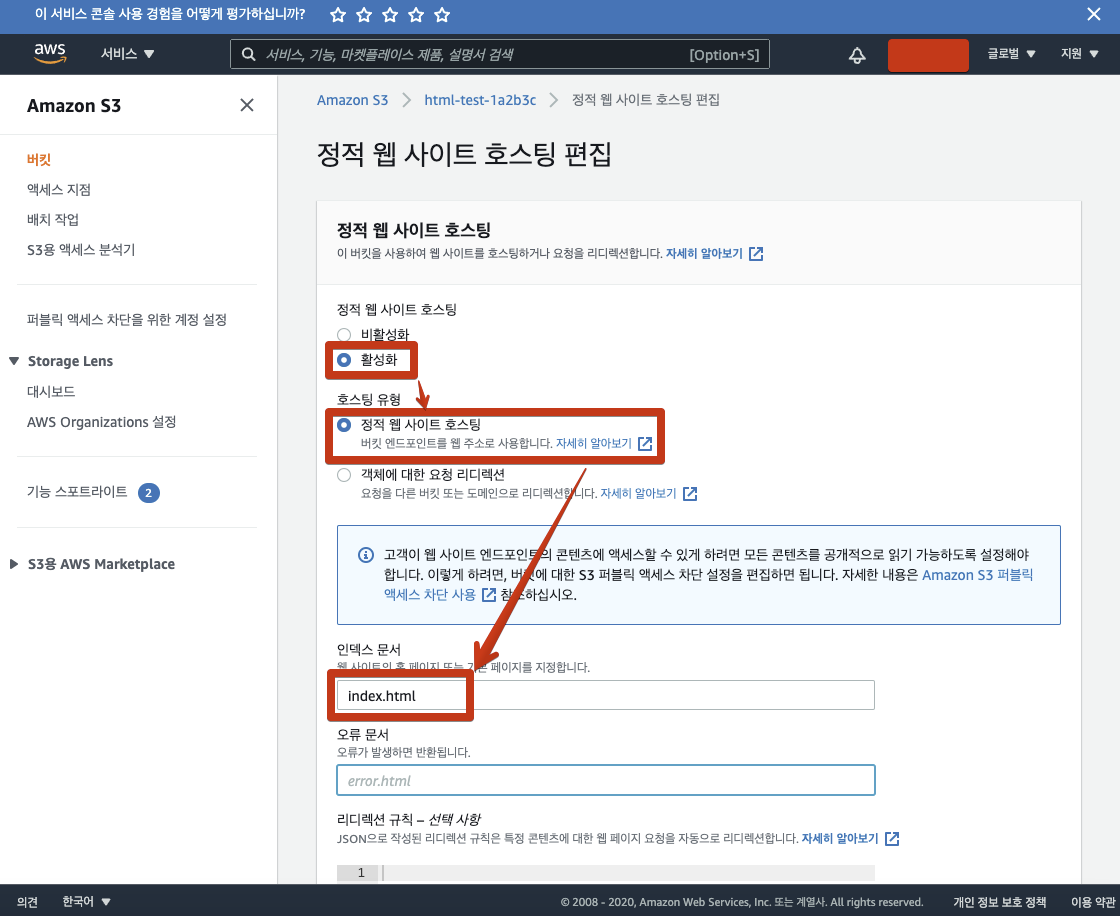 이 서비스 콘솔 사용 경험을 어떻게 평가하십니까?
aws
서비스
서비스, 기능, 마켓플레이스 제품, 설명서 검색
[Option+S]
글로벌
지원
Amazon S3
버킷
액세스 지점
배치 작업
S3용 액세스 분석기
퍼블릭 액세스 차단을 위한 계정 설정
Storage Lens
대시보드
AWS Organizations 설정
기능 스포트라이트 2
S3용 AWS Marketplace
Amazon S3
html-test-1a2b3c
정적 웹 사이트 호스팅 편집
정적 웹 사이트 호스팅 편집
정적 웹 사이트 호스팅
이 버킷을 사용하여 웹 사이트를 호스팅하거나 요청을 리디렉션합니다. 자세히 알아보기
정적 웹 사이트 호스팅
비활성화
활성화
호스팅 유형
정적 웹 사이트 호스팅
버킷 엔드포인트를 웹 주소로 사용합니다. 자세히 알아보기
객체에 대한 요청 리디렉션
요청을 다른 버킷 또는 도메인으로 리디렉션합니다. 자세히 알아보기
고객이 웹 사이트 엔드포인트의 콘텐츠에 액세스할 수 있게 하려면 모든 콘텐츠를 공개적으로 읽기 가능하도록 설정해야
합니다. 이렇게 하려면, 버킷에 대한 S3 퍼블릭 액세스 차단 설정을 편집하면 됩니다. 자세한 내용은 Amazon S3 퍼블릭
액세스 차단 사용 참조하십시오.
인덱스 문서
웹 사이트의 홈 페이지 또는 기본 페이지를 지정합니다.
index.html
오류 문서
오류가 발생하면 반환됩니다.
error.html
리디렉션 규칙 – 선택 사항
JSON으로 작성된 리디렉션 규칙은 특정 콘텐츠에 대한 웹 페이지 요청을 자동으로 리디렉션합니다. 자세히 알아보기
1
의견
한국어
© 2008 - 2020, Amazon Web Services, Inc. 또는 계열사. All rights reserved.
개인 정보 보호 정책
이용 약관